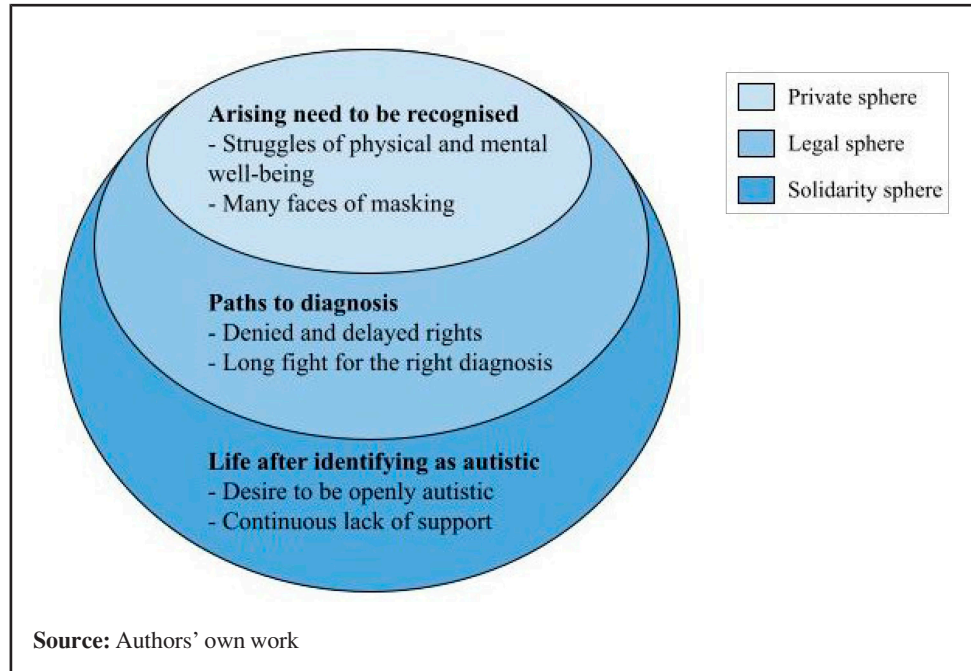 Arising need to be recognised
- Struggles of physical and mental
well-being
- Many faces of masking
Paths to diagnosis
- Denied and delayed rights
- Long fight for the right diagnosis
Life after identifying as autistic
- Desire to be openly autistic
- Continuous lack of support
Private sphere
Legal sphere
Solidarity sphere
Source: Authors' own work